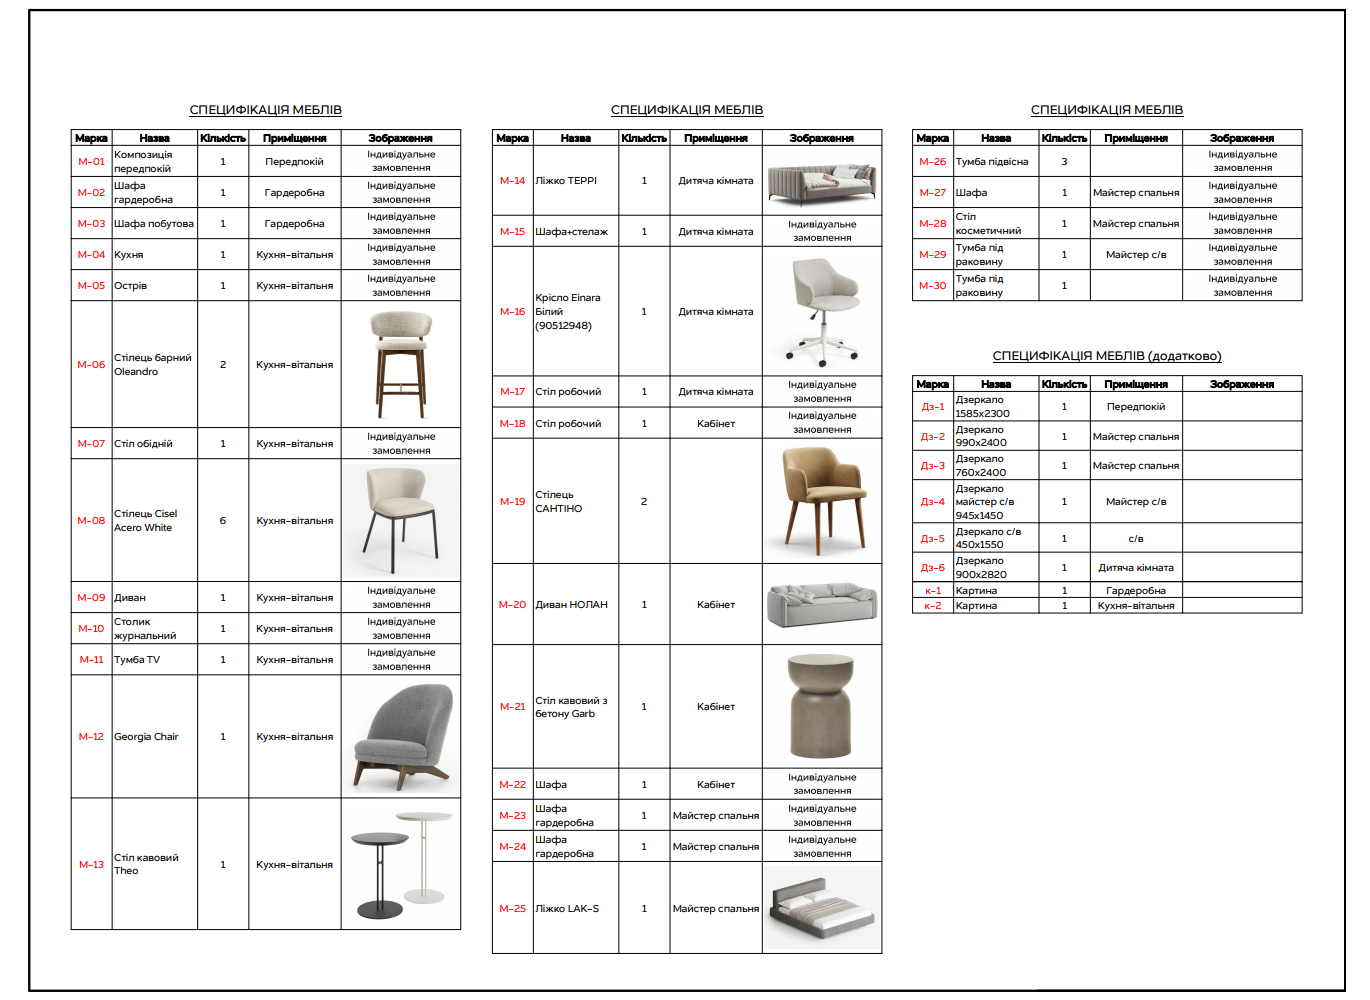 СПЕЦИФІКАЦІЯ МЕБЛІВ
Марка Назва Кількість Приміщення Зображення
М-01 Композиція передпокій 1 Передпокій Індивідуальне замовлення
М-02 Шафа гардеробна 1 Гардеробна Індивідуальне замовлення
М-03 Шафа побутова 1 Гардеробна Індивідуальне замовлення
М-04 Кухня 1 Кухня-вітальня Індивідуальне замовлення
М-05 Острів 1 Кухня-вітальня Індивідуальне замовлення
М-06 Стілець барний Oleandro 2 Кухня-вітальня
М-07 Стіл обідній 1 Кухня-вітальня Індивідуальне замовлення
М-08 Стілець Cisel Acero White 6 Кухня-вітальня
М-09 Диван 1 Кухня-вітальня Індивідуальне замовлення
М-10 Столик журнальний 1 Кухня-вітальня Індивідуальне замовлення
М-11 Тумба TV 1 Кухня-вітальня Індивідуальне замовлення
М-12 Georgia Chair 1 Кухня-вітальня
М-13 Стіл кавовий Theo 1 Кухня-вітальня
СПЕЦИФІКАЦІЯ МЕБЛІВ
Марка Назва Кількість Приміщення Зображення
М-14 Ліжко ТЕРРІ 1 Дитяча кімната
М-15 Шафа+стелаж 1 Дитяча кімната Індивідуальне замовлення
М-16 Крісло Einara Білий (90512948) 1 Дитяча кімната
М-17 Стіл робочий 1 Дитяча кімната Індивідуальне замовлення
М-18 Стіл робочий 1 Кабінет Індивідуальне замовлення
М-19 Стілець САНТІНО 2
М-20 Диван НОЛАН 1 Кабінет
М-21 Стіл кавовий з бетону Garb 1 Кабінет
М-22 Шафа 1 Кабінет Індивідуальне замовлення
М-23 Шафа гардеробна 1 Майстер спальня Індивідуальне замовлення
М-24 Шафа гардеробна 1 Майстер спальня Індивідуальне замовлення
М-25 Ліжко LAK-S 1 Майстер спальня
СПЕЦИФІКАЦІЯ МЕБЛІВ
Марка Назва Кількість Приміщення Зображення
М-26 Тумба підвісна 3 Індивідуальне замовлення
М-27 Шафа 1 Майстер спальня Індивідуальне замовлення
М-28 Стіл косметичний 1 Майстер спальня Індивідуальне замовлення
М-29 Тумба під раковину 1 Майстер с/в Індивідуальне замовлення
М-30 Тумба під раковину 1 Індивідуальне замовлення
СПЕЦИФІКАЦІЯ МЕБЛІВ (додатково)
Марка Назва Кількість Приміщення Зображення
Дз-1 Дзеркало 1585х2300 1 Передпокій
Дз-2 Дзеркало 990х2400 1 Майстер спальня
Дз-3 Дзеркало 760х2400 1 Майстер спальня
Дз-4 Дзеркало майстер с/в 945х1450 1 Майстер с/в
Дз-5 Дзеркало с/в 450х1550 1 с/в
Дз-6 Дзеркало 900х2820 1 Дитяча кімната
к-1 Картина 1 Гардеробна
к-2 Картина 1 Кухня-вітальня